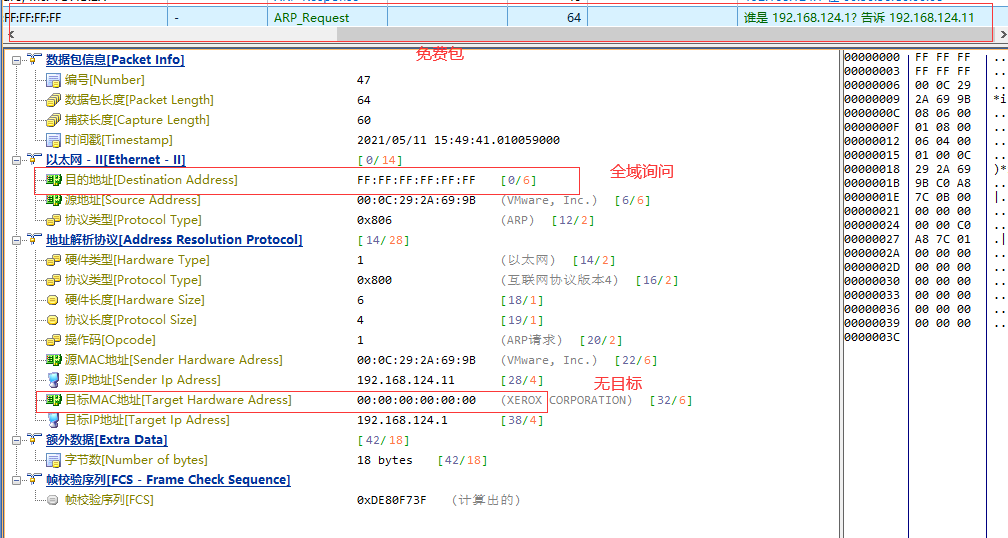 FF:FF:FF:FF - ARP_Request 64 谁是 192.168.124.1? 告诉 192.168.124.11
免费包
数据包信息[Packet Info]
编号[Number] 47
数据包长度[Packet Length] 64
捕获长度[Capture Length] 60
时间戳[Timestamp] 2021/05/11 15:49:41.010059000
以太网 - II[Ethernet - II] [0/14]
目的地址[Destination Address] FF:FF:FF:FF:FF:FF [0/6] 全域询问
源地址[Source Address] 00:0C:29:2A:69:9B (VMware, Inc.) [6/6]
协议类型[Protocol Type] 0x806 (ARP) [12/2]
地址解析协议[Address Resolution Protocol] [14/28]
硬件类型[Hardware Type] 1 (以太网) [14/2]
协议类型[Protocol Type] 0x800 (互联网协议版本4) [16/2]
硬件长度[Hardware Size] 6 [18/1]
协议长度[Protocol Size] 4 [19/1]
操作码[Opcode] 1 (ARP请求) [20/2]
源MAC地址[Sender Hardware Adress] 00:0C:29:2A:69:9B (VMware, Inc.) [22/6]
源IP地址[Sender Ip Adress] 192.168.124.11 [28/4]
无目标
目标MAC地址[Target Hardware Adress] 00:00:00:00:00:00 (XEROX CORPORATION) [32/6]
目标IP地址[Target Ip Adress] 192.168.124.1 [38/4]
额外数据[Extra Data] [42/18]
字节数[Number of bytes] 18 bytes [42/18]
帧校验序列[FCS - Frame Check Sequence]
帧校验序列[FCS] 0xDE80F73F (计算出的)
00000000 FF FF FF ..
00000003 FF FF FF ..
00000006 00 0C 29 ..
00000009 2A 69 9B *i
0000000C 08 06 00 ..
0000000F 01 08 00 ..
00000012 06 04 00 ..
00000015 01 00 0C ..
00000018 29 2A 69 )*
0000001B 9B C0 A8 ..
0000001E 7C 0B 00 |.
00000021 00 00 00 ..
00000024 00 00 C0 ..
00000027 A8 7C 01 .|
0000002A 00 00 00 ..
0000002D 00 00 00 ..
00000030 00 00 00 ..
00000033 00 00 00 ..
00000036 00 00 00 ..
00000039 00 00 00 ..
0000003C